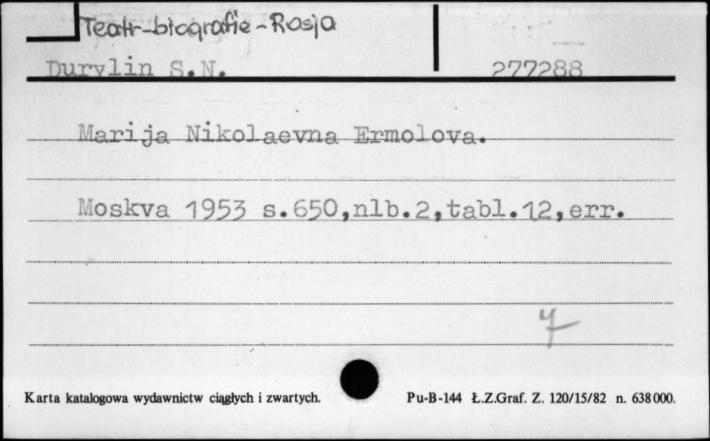 Teatr-biografie-Rosja
Durylin S.N. 277288
Marija Nikolaevna Ermolova.
Moskva 1953 s.650,nlb.2,tabl.12,err.
4
Karta katalogowa wydawnictw ciągłych i zwartych. Pu-B-144 Ł.Z.Graf. Z. 120/15/82 n. 638000.